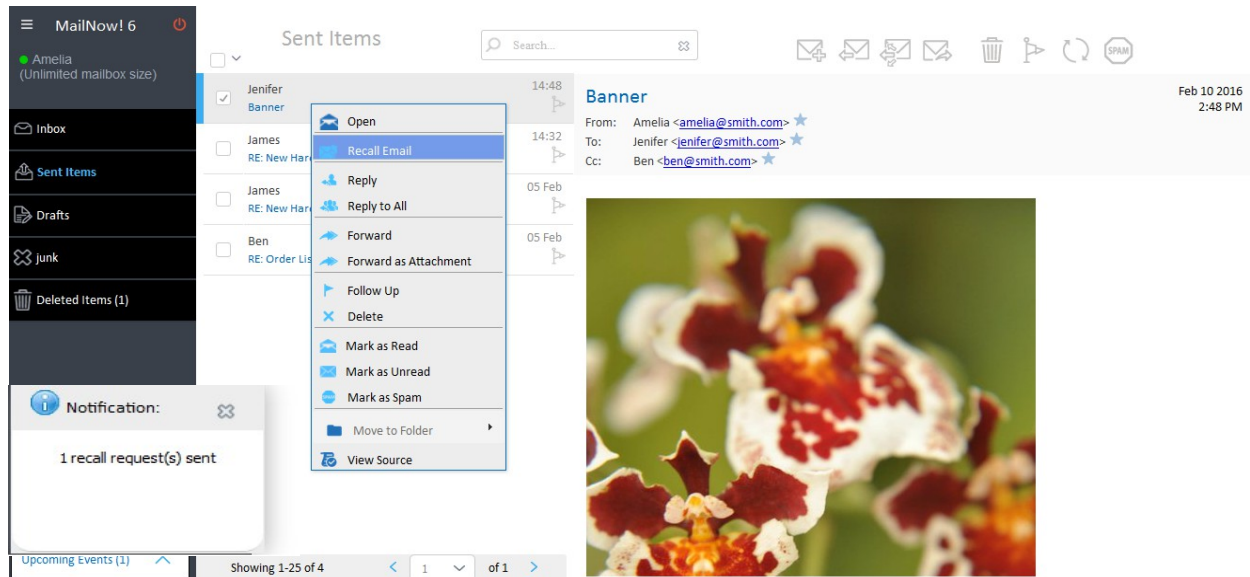 MailNow! 6
Amelia
(Unlimited mailbox size)
Inbox
Sent Items
Drafts
junk
Deleted Items (1)
Notification:
1 recall request(s) sent
Upcoming Events (1)
Sent Items
Search...
SPAM
Jenifer
14:48
Banner
James
14:32
RE: New Har
James
05 Feb
RE: New Har
Ben
05 Feb
RE: Order Lis
Open
Recall Email
Reply
Reply to All
Forward
Forward as Attachment
Follow Up
Delete
Mark as Read
Mark as Unread
Mark as Spam
Move to Folder
View Source
Showing 1-25 of 4
1
of 1
Banner
Feb 10 2016
2:48 PM
From: Amelia <amelia@smith.com>
To: Jenifer <jenifer@smith.com>
Cc: Ben <ben@smith.com>